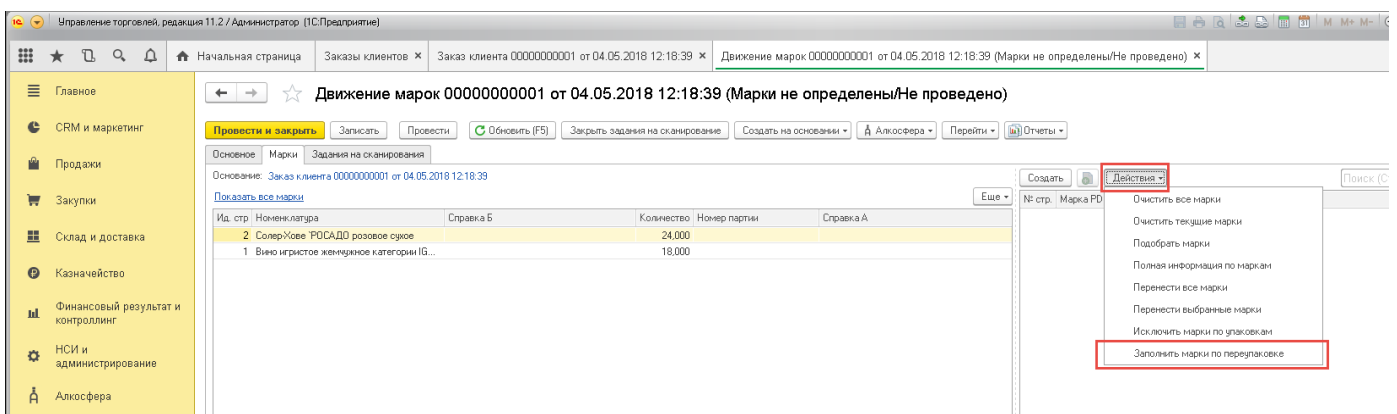 Управление торговлей, редакция 11.2 / Администратор (1С:Предприятие)
M M+ M-
Начальная страница
Заказы клиентов ×
Заказ клиента 00000000001 от 04.05.2018 12:18:39 ×
Движение марок 00000000001 от 04.05.2018 12:18:39 (Марки не определены/Не проведено) ×
Главное
CRM и маркетинг
Продажи
Закупки
Склад и доставка
Казначейство
Финансовый результат и
контроллинг
НСИ и
администрирование
Алкосфера
Движение марок 00000000001 от 04.05.2018 12:18:39 (Марки не определены/Не проведено)
Провести и закрыть
Записать
Провести
Обновить (F5)
Закрыть задания на сканирование
Создать на основании
Алкосфера
Перейти
Отчеты
Основное
Марки
Задания на сканирования
Основание: Заказ клиента 00000000001 от 04.05.2018 12:18:39
Показать все марки
Еще
Ид. стр Номенклатура Справка Б Количество Номер партии Справка А
2 Солер-Хове "РОСАДО розовое сухое 24,000
1 Вино игристое жемчужное категории IG... 18,000
Создать
Действия
Поиск (C
№ стр. Марка PD
Очистить все марки
Очистить текущие марки
Подобрать марки
Полная информация по маркам
Перенести все марки
Перенести выбранные марки
Исключить марки по упаковкам
Заполнить марки по переупаковке